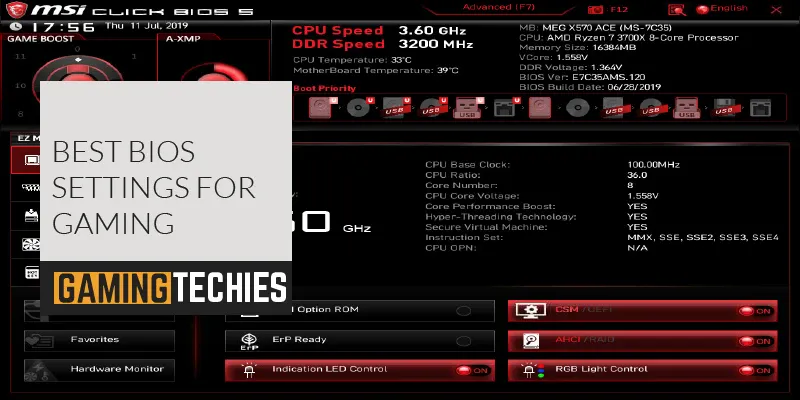 msi CLICK BIOS 5
Advanced (F7)
F12
English
17:56 Thu 11 Jul, 2019
GAME BOOST
A-XMP
11
1
10
8
CPU Speed 3.60 GHz
DDR Speed 3200 MHz
CPU Temperature: 33°C
MotherBoard Temperature: 39°C
MB: MEG X570 ACE (MS-7C35)
CPU: AMD Ryzen 7 3700X 8-Core Processor
Memory Size: 16384MB
VCore: 1.558V
DDR Voltage: 1.364V
BIOS Ver: E7C35AMS.120
BIOS Build Date: 06/28/2019
Boot Priority
U U U U
USB USB USB USB USB USB
EZ M
BEST BIOS
SETTINGS FOR
GAMING
GAMINGTECHIES
GHz
CPU Base Clock: 100.00MHz
CPU Ratio: 36.0
Core Number: 8
CPU Core Voltage: 1.558V
Core Performance Boost: YES
Hyper-Threading Technology: YES
Secure Virtual Machine: YES
Instruction Set: MMX, SSE, SSE2, SSE3, SSE4
CPU OPN: N/A
Option ROM
CSM /UEFI ON
Favorites
ErP
ErP Ready
AHCI /RAID ON
Hardware Monitor
Indication LED Control ON
RGB Light Control ON